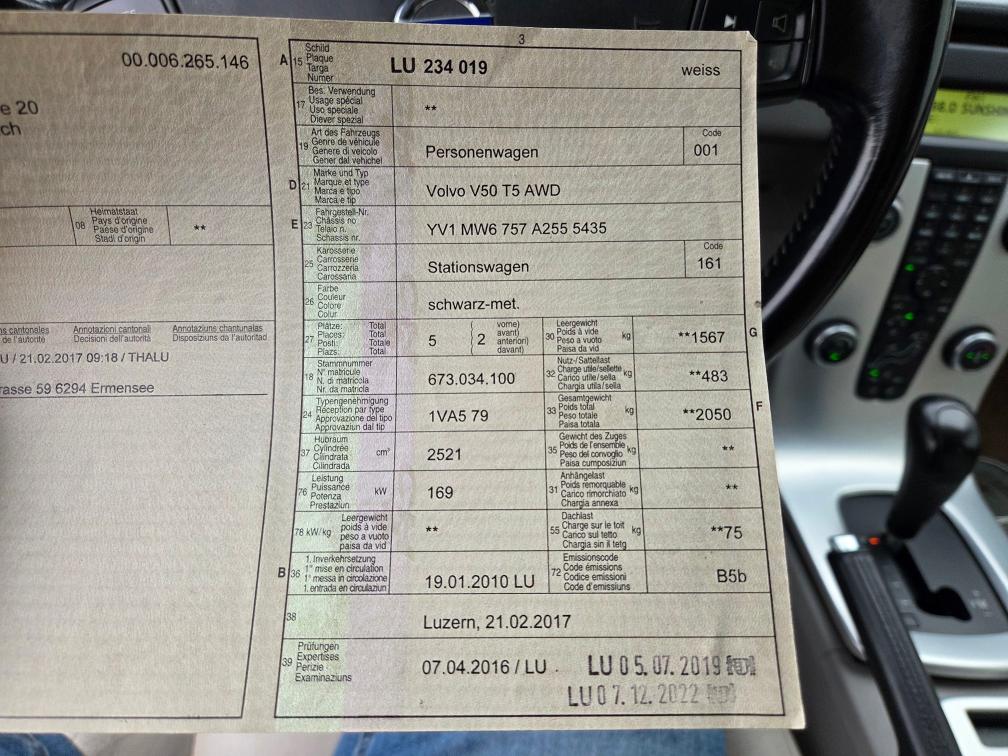 00.006.265.146
e 20
ch
Heimatstaat
08 Pays d'origine **
Paese d'origine
Stadi d'origin
ns cantonales Annotazioni cantonali Annotaziuns chantunalas
de l'autorité Decisioni dell'autorità Disposiziuns da l'autoritad
U / 21.02.2017 09:18 / THALU
rasse 59 6294 Ermensee
3
A 15 Schild
Plaque
Targa
Numer
LU 234 019 weiss
17 Bes. Verwendung
Usage spécial
Uso speciale
Diever spezial
**
19 Art des Fahrzeugs
Genre de véhicule
Genere di veicolo
Gener dal vehichel
Personenwagen
Code
001
D 21 Marke und Typ
Marque et type
Marca e tipo
Marca e tip
Volvo V50 T5 AWD
E 23 Fahrgestell-Nr.
Châssis no
Telaio n.
Schassis nr.
YV1 MW6 757 A255 5435
25 Karosserie
Carrosserie
Carrozzeria
Carossaria
Stationswagen
Code
161
26 Farbe
Couleur
Colore
Colur
schwarz-met.
27 Plätze: Total
Places: Total
Posti: Totale
Plazs: Total
5 ( 2 vorne)
avant)
anteriori)
davant)
30 Leergewicht
Poids à vide kg
Peso a vuoto
Paisa da vid
**1567 G
18 Stammnummer
N° matricule
N. di matricola
Nr. da matricla
673.034.100
32 Nutz-/Sattellast
Charge utile/sellette kg
Carico utile/sella
Chargia utila/sella
**483
24 Typengenehmigung
Réception par type
Approvazione del tipo
Approvaziun dal tip
1VA5 79
33 Gesamtgewicht
Poids total kg
Peso totale
Paisa totala
**2050 F
37 Hubraum
Cylindrée cm³
Cilindrata
Cilindrada
2521
35 Gewicht des Zuges
Poids de l'ensemble kg
Peso del convoglio
Paisa cumposiziun
**
76 Leistung
Puissance kW
Potenza
Prestaziun
169
31 Anhängelast
Poids remorquable kg
Carico rimorchiato
Chargia annexa
**
78 kW/kg Leergewicht
poids à vide
peso a vuoto
paisa da vid
**
55 Dachlast
Charge sur le toit kg
Carico sul tetto
Chargia sin il tetg
**75
B 36 1. Inverkehrsetzung
1re mise en circulation
1a messa in circolazione
1. entrada en circulaziun
19.01.2010 LU
72 Emissionscode
Code émissions
Codice emissioni
Code d'emissiuns
B5b
38 Luzern, 21.02.2017
39 Prüfungen
Expertises
Perizie
Examinaziuns
07.04.2016 / LU
LU 0 5. 07. 2019
LU 0 7. 12. 2022